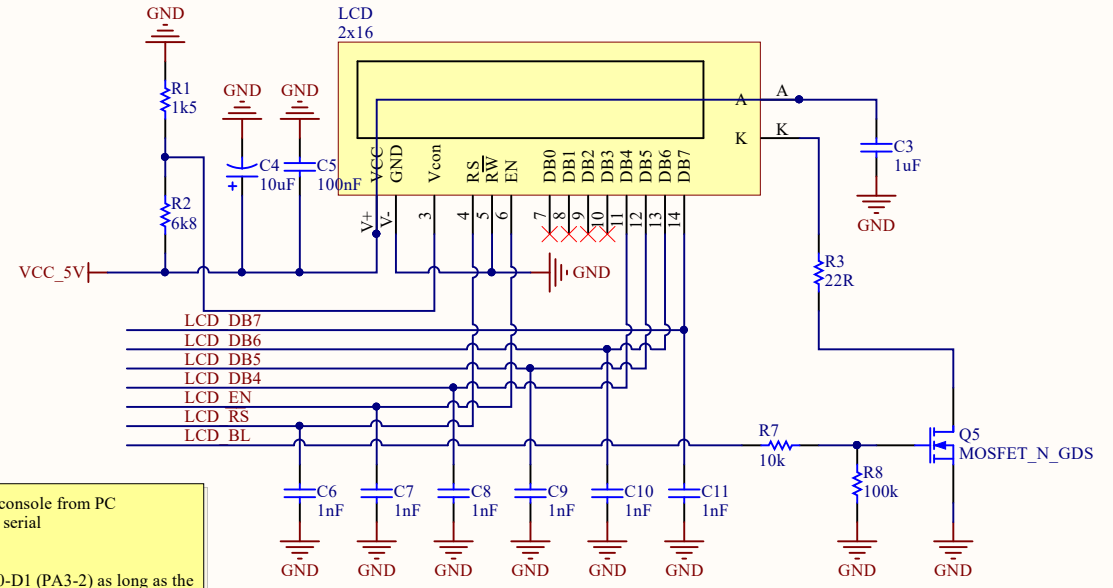 GND
LCD
2x16
R1
1k5
GND
GND
A
A
K
K
C3
1uF
GND
C4
10uF
+
C5
100nF
VCC
GND
Vcon
RS
RW
EN
DB0
DB1
DB2
DB3
DB4
DB5
DB6
DB7
V+
V-
3
4
5
6
7
8
9
10
11
12
13
14
R2
6k8
VCC_5V
GND
R3
22R
LCD_DB7
LCD_DB6
LCD_DB5
LCD_DB4
LCD_EN
LCD_RS
LCD_BL
R7
10k
R8
100k
Q5
MOSFET_N_GDS
C6
1nF
C7
1nF
C8
1nF
C9
1nF
C10
1nF
C11
1nF
GND
GND
GND
GND
GND
GND
GND
GND
console from PC
serial
0-D1 (PA3-2) as long as the